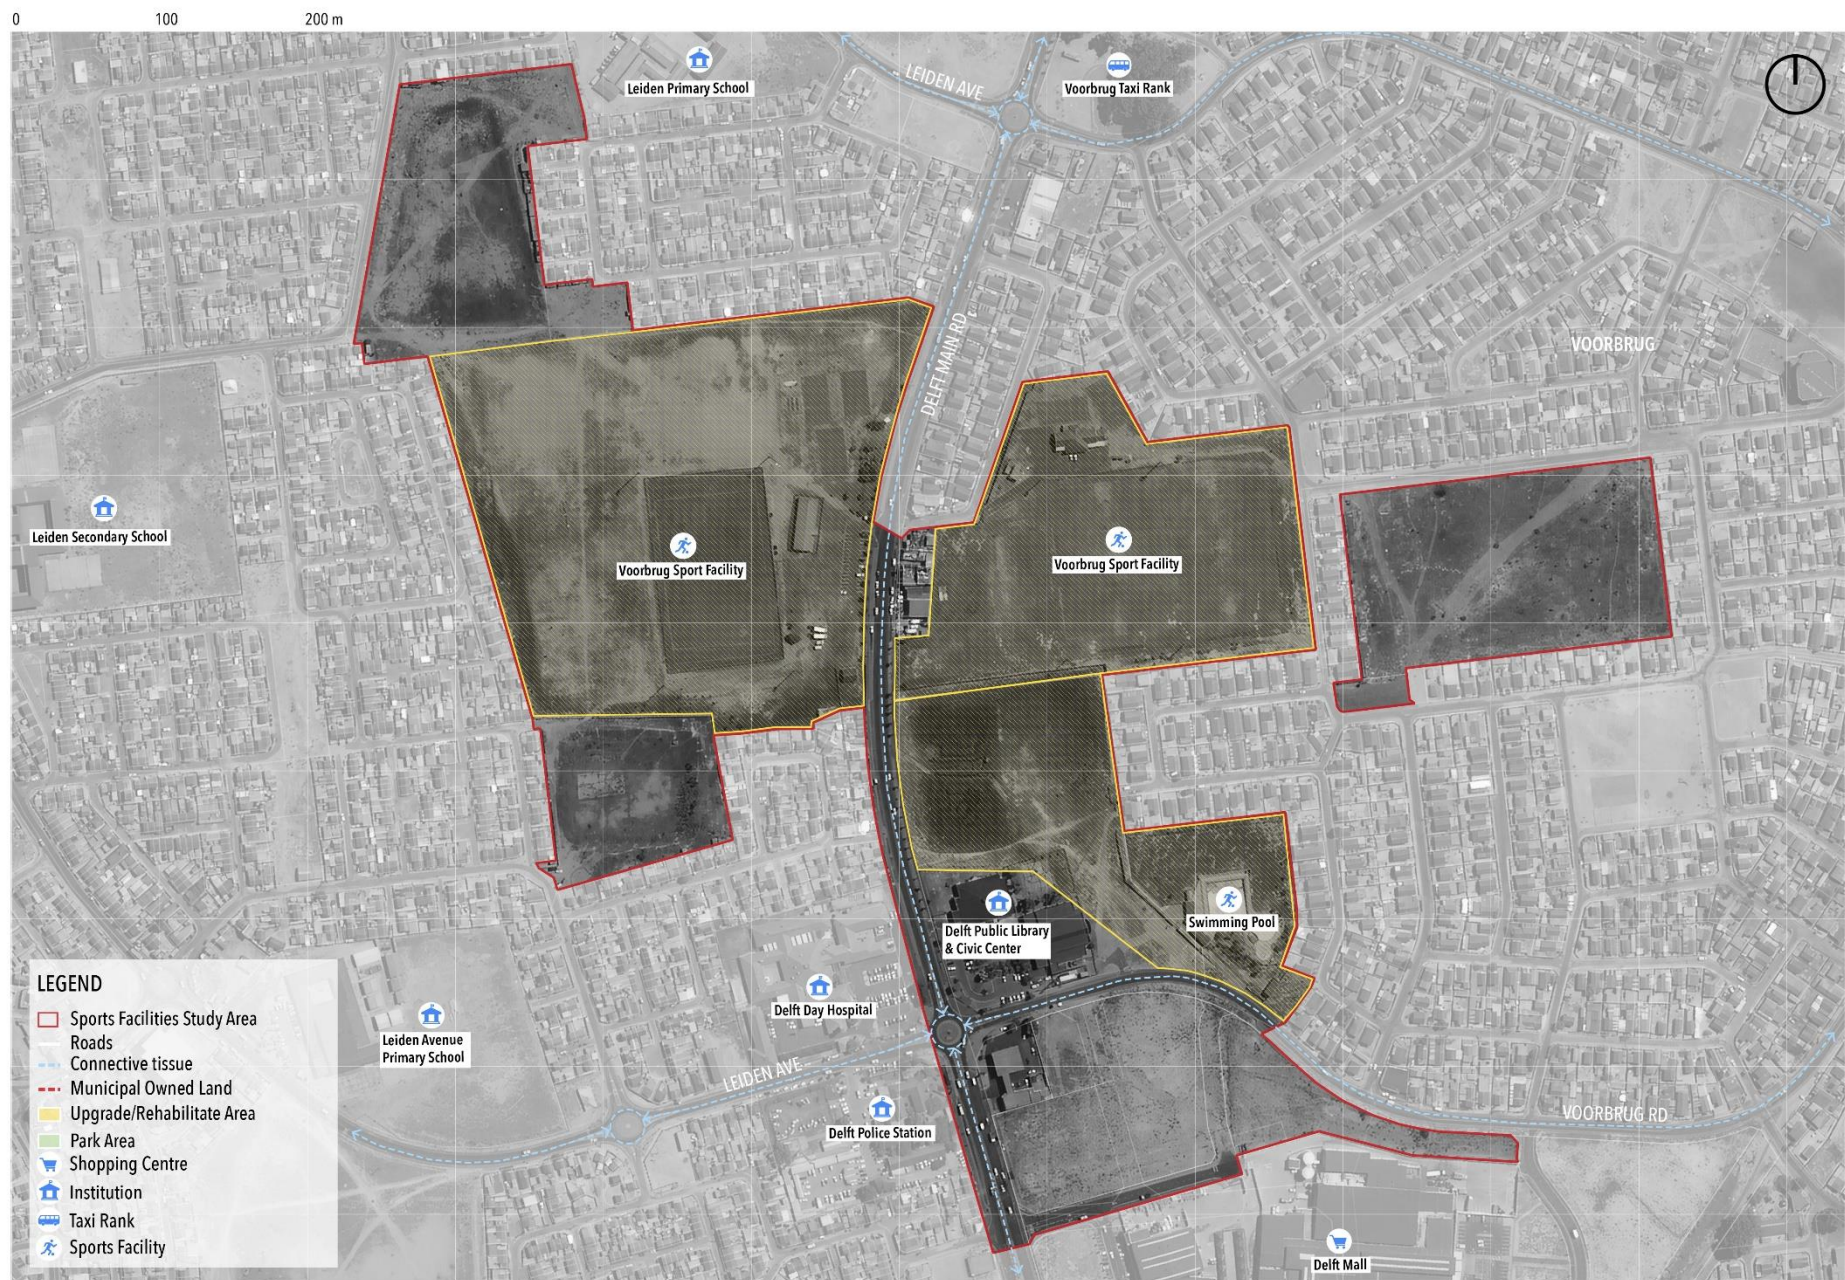 0 100 200 m
Leiden Primary School
LEIDEN AVE
Voorbrug Taxi Rank
DELFT MAIN RD
VOORBRUG
Leiden Secondary School
Voorbrug Sport Facility
Voorbrug Sport Facility
Swimming Pool
Delft Public Library
& Civic Center
Delft Day Hospital
Leiden Avenue
Primary School
LEIDEN AVE
Delft Police Station
VOORBRUG RD
Delft Mall
LEGEND
Sports Facilities Study Area
Roads
Connective tissue
Municipal Owned Land
Upgrade/Rehabilitate Area
Park Area
Shopping Centre
Institution
Taxi Rank
Sports Facility